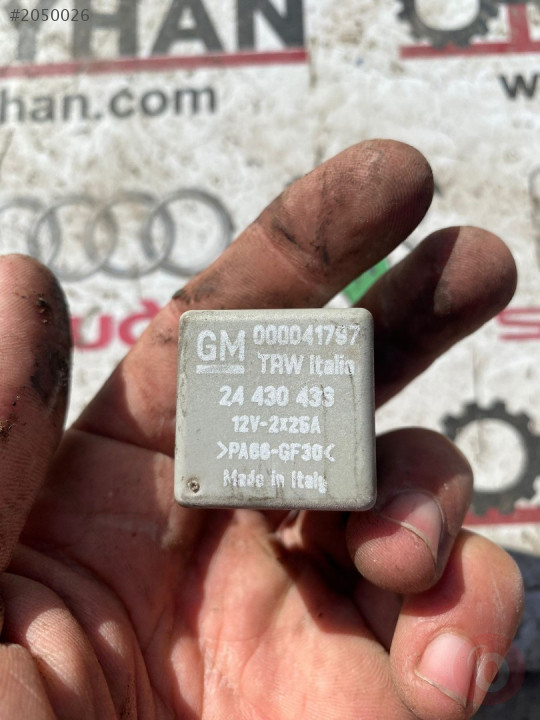 #2050026
HAN
han.com
w
GM
000041797
TRW Italia
24 430 433
12V-2X25A
>PA66-GF30<
Made in Italy